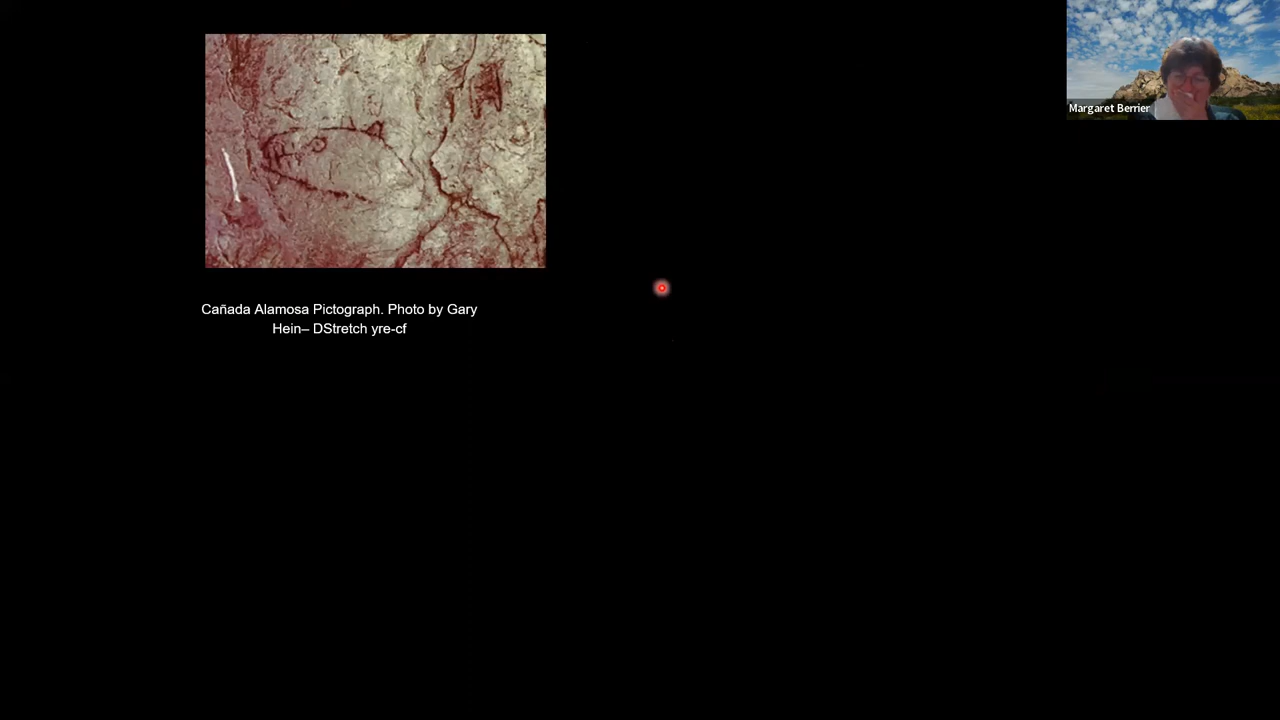 Margaret Berrier
Cañada Alamosa Pictograph. Photo by Gary
Hein– DStretch yre-cf